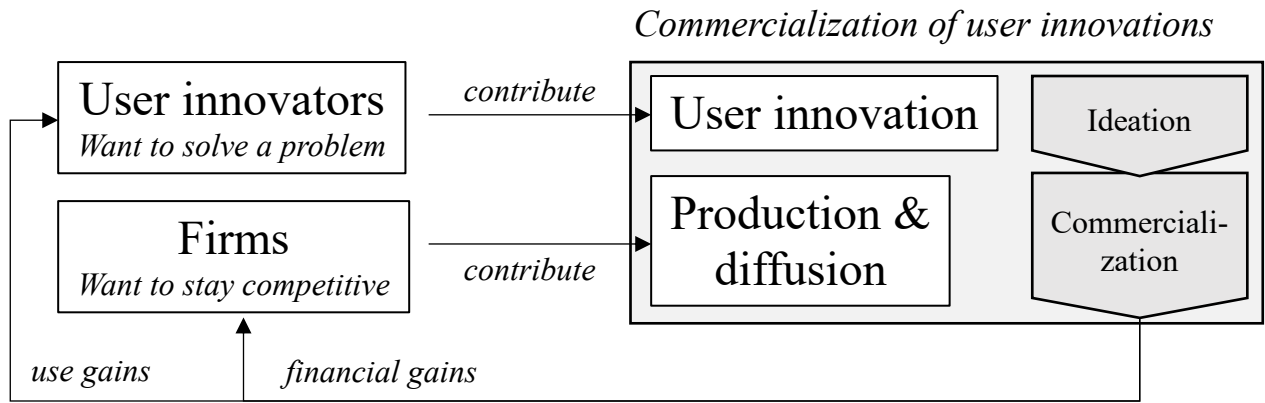 Commercialization of user innovations
User innovators
Want to solve a problem
contribute
User innovation
Ideation
Firms
Want to stay competitive
contribute
Production &
diffusion
Commerciali-
zation
use gains
financial gains